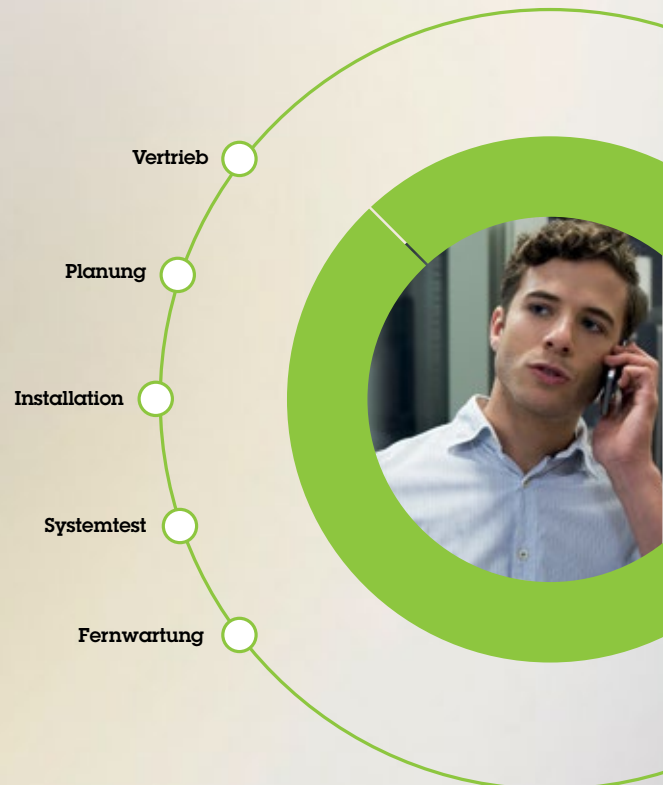 Vertrieb
Planung
Installation
Systemtest
Fernwartung